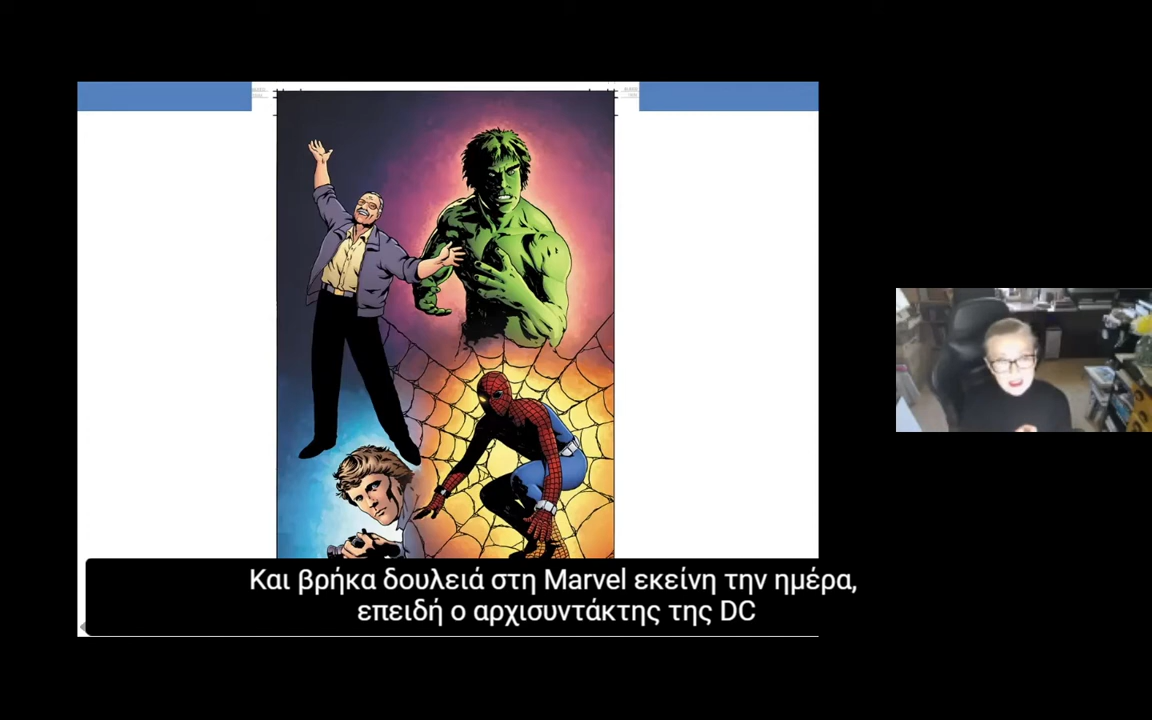 Και βρήκα δουλειά στη Marvel εκείνη την ημέρα,
επειδή ο αρχισυντάκτης της DC